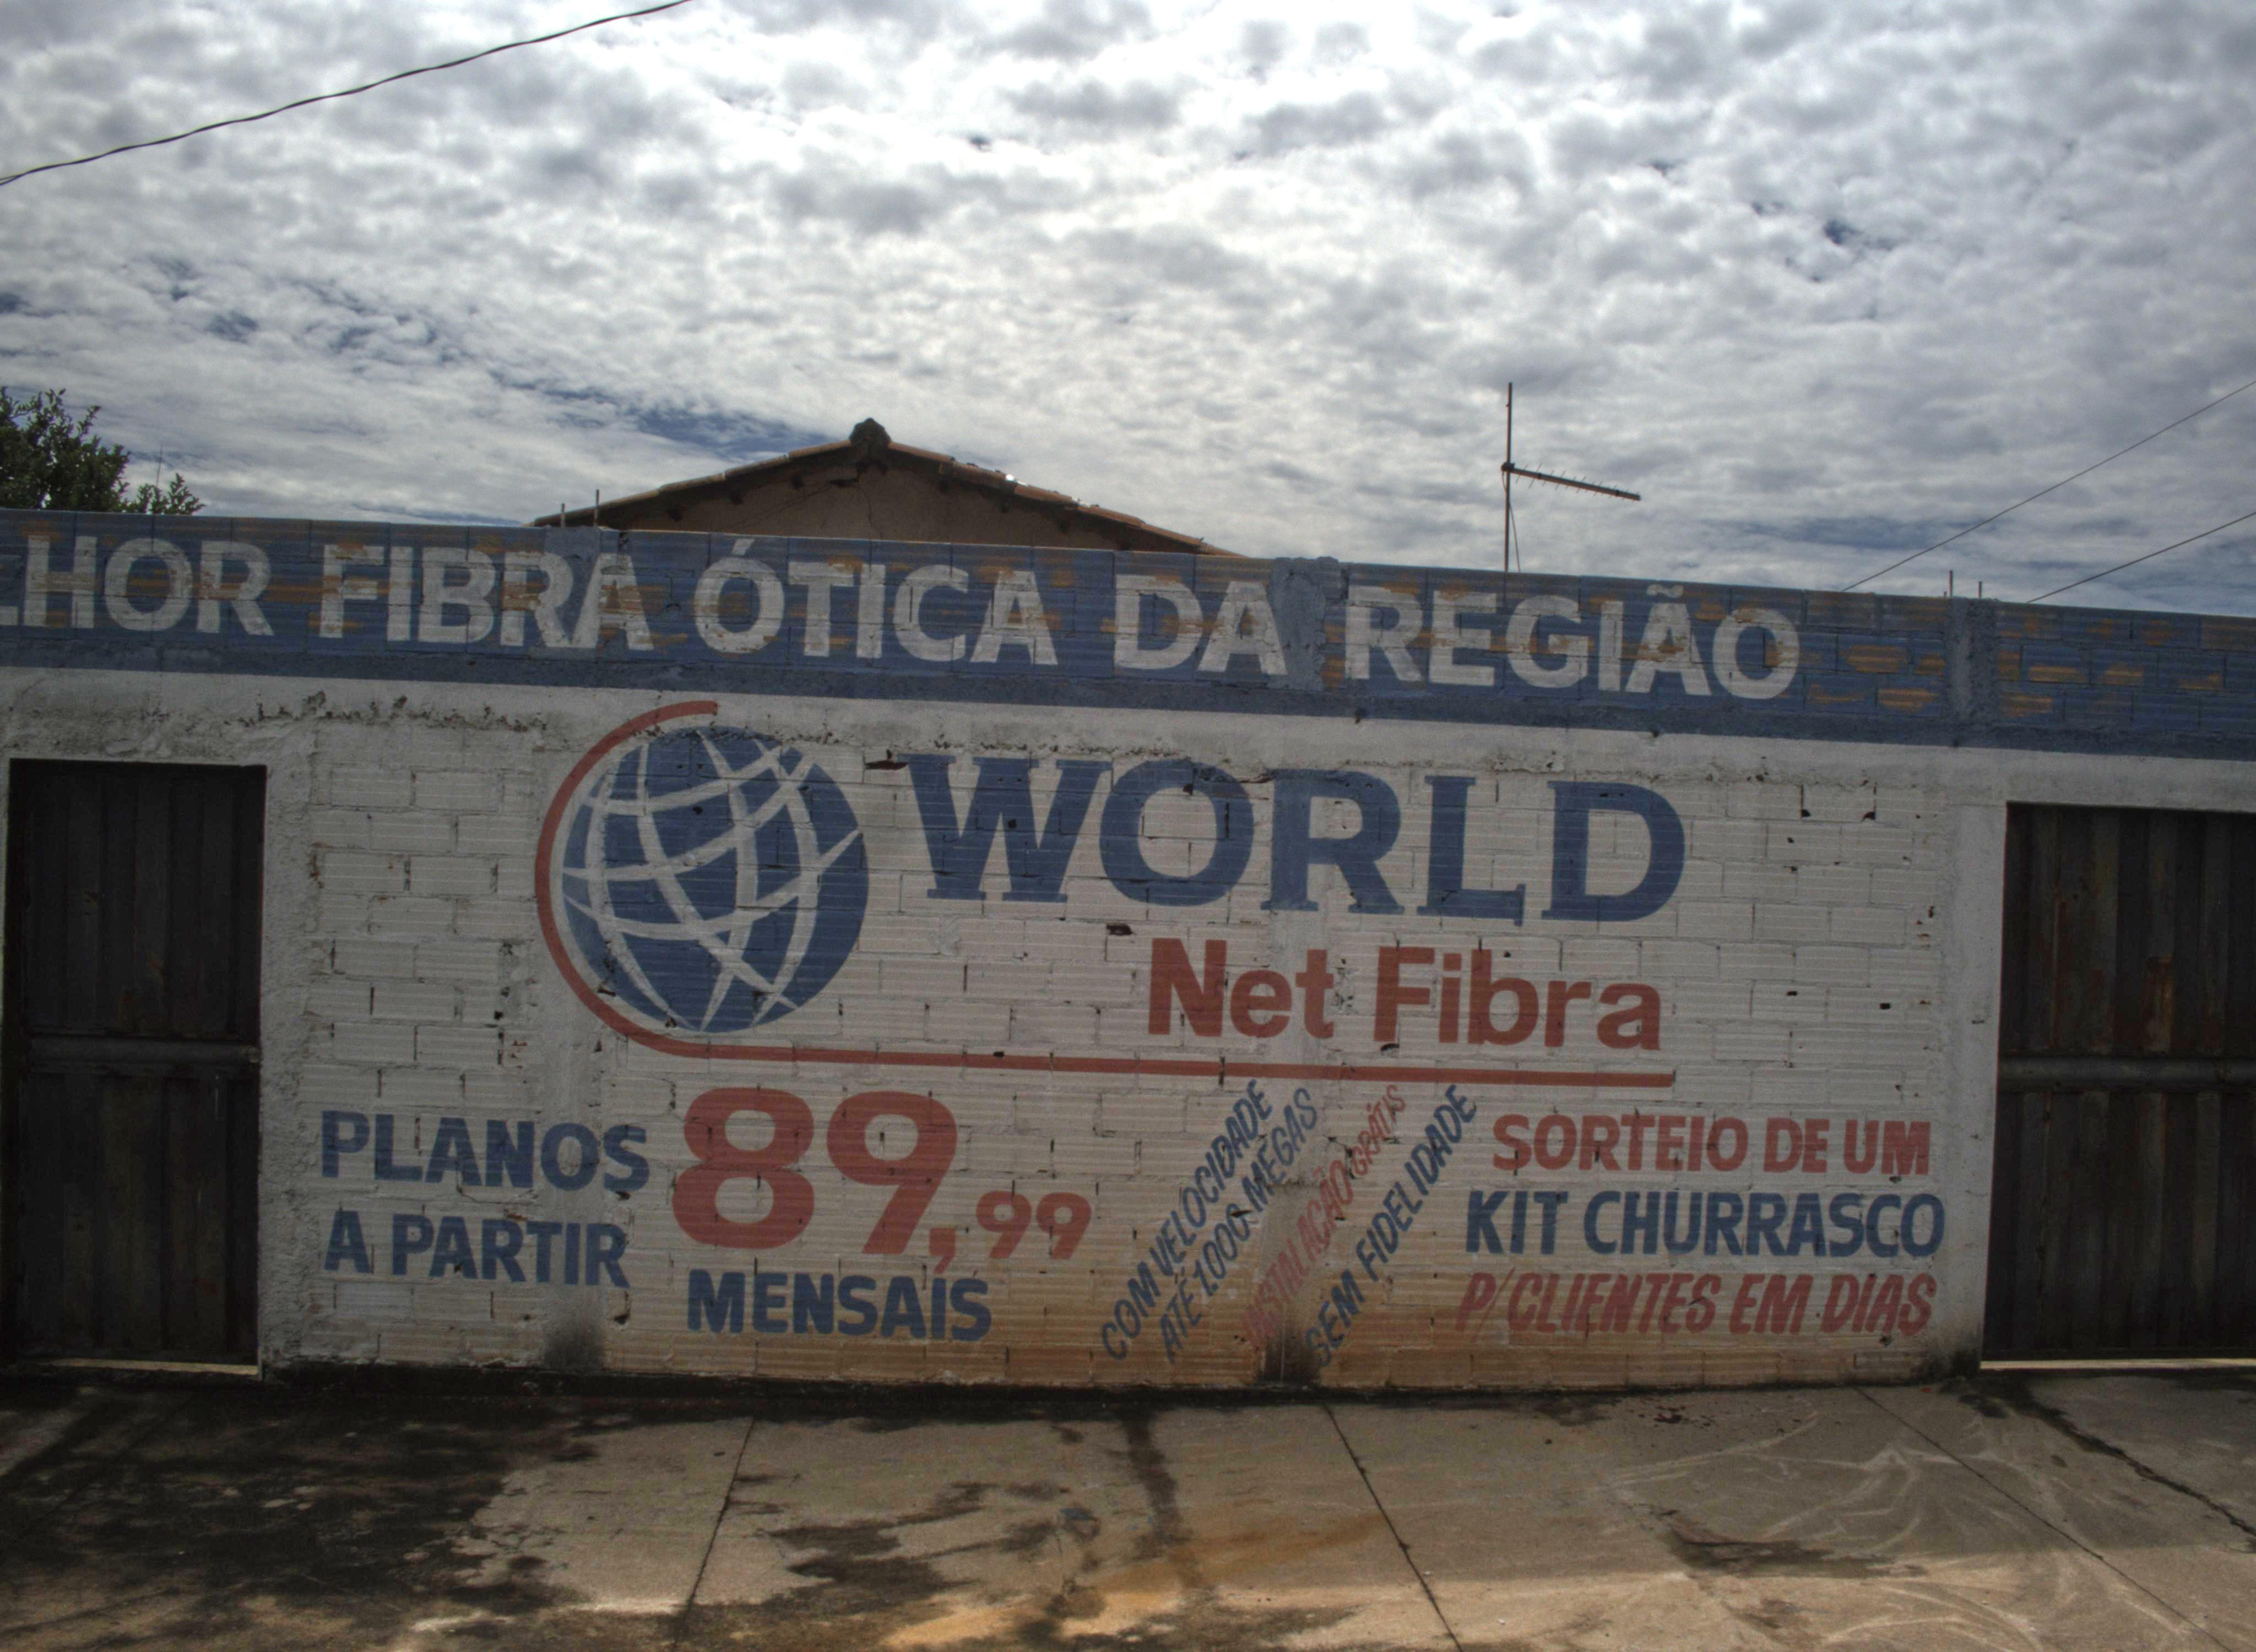 LHOR FIBRA ÓTICA DA REGIÃO
WORLD
Net Fibra
PLANOS
A PARTIR
89,99
MENSAIS
COM VELOCIDADE
ATÉ 1.000 MEGAS
INSTALAÇÃO GRÁTIS
SEM FIDELIDADE
SORTEIO DE UM
KIT CHURRASCO
P/CLIENTES EM DIAS